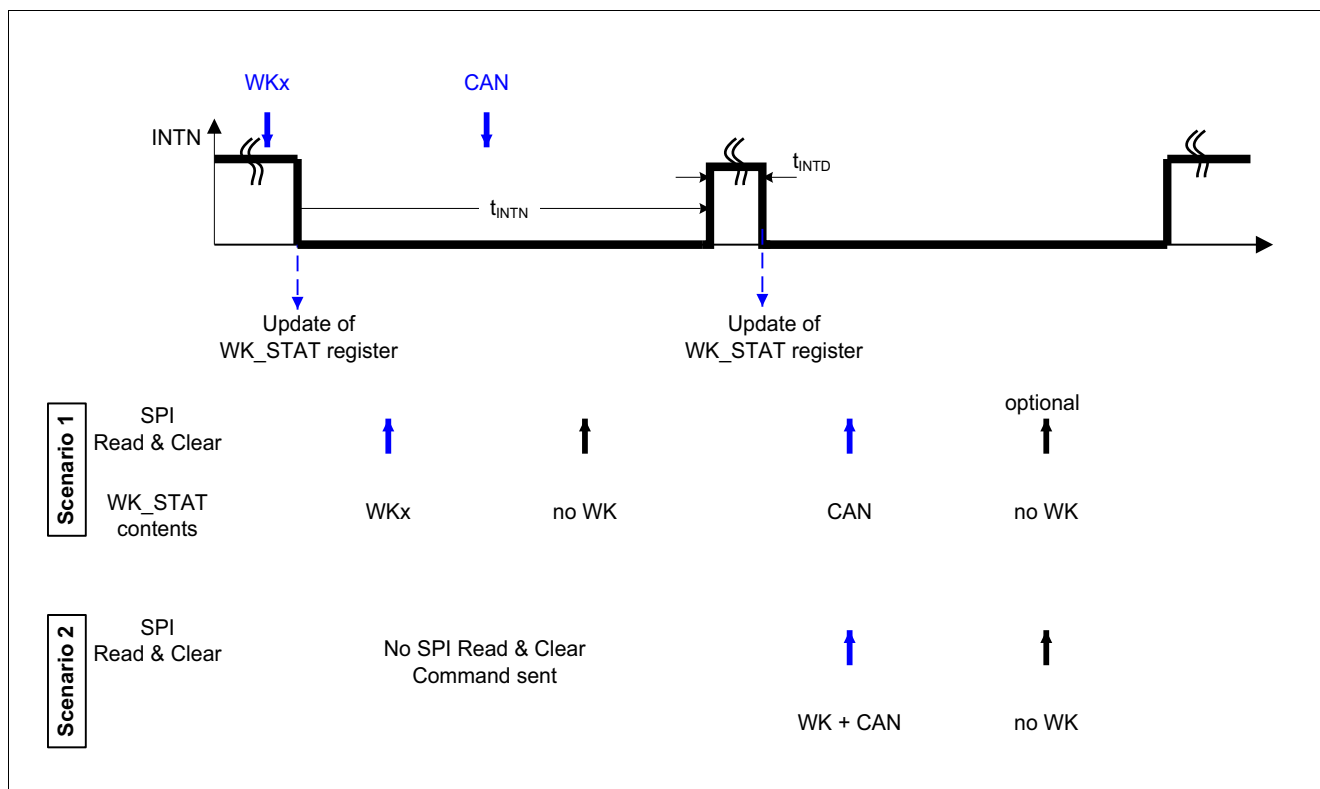 WKx
CAN
INTN
tINTD
tINTN
Update of
WK_STAT register
Update of
WK_STAT register
Scenario 1
SPI
Read & Clear
optional
WK_STAT
contents
WKx
no WK
CAN
no WK
Scenario 2
SPI
Read & Clear
No SPI Read & Clear
Command sent
WK + CAN
no WK